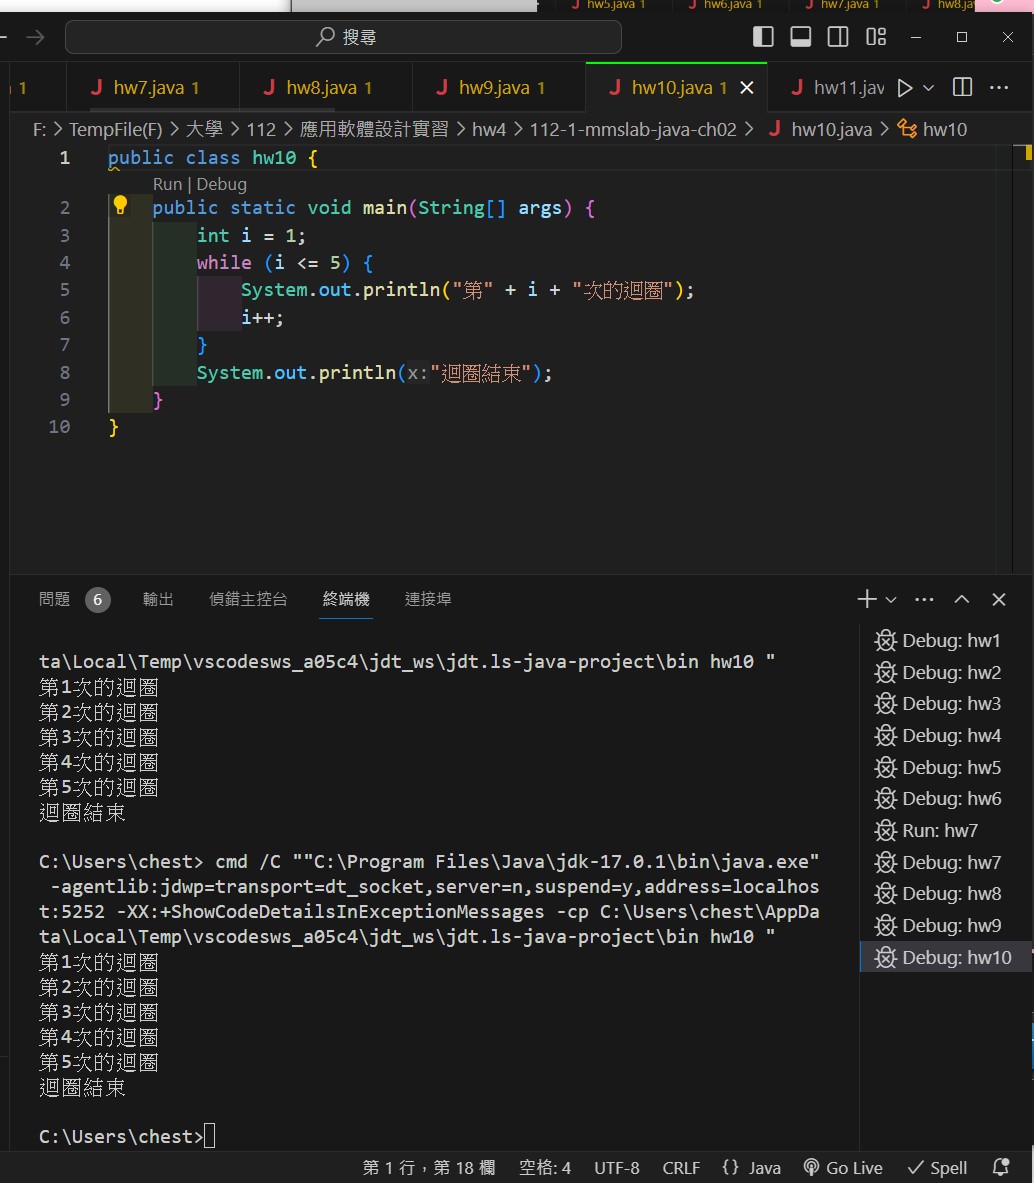 hw5.java 1 hw6.java 1 hw7.java 1 hw8.ja
搜尋
1 hw7.java 1 hw8.java 1 hw9.java 1 hw10.java 1 hw11.jav
F: > TempFile(F) > 大學 > 112 > 應用軟體設計實習 > hw4 > 112-1-mmslab-java-ch02 > hw10.java > hw10
1 public class hw10 {
Run | Debug
2 public static void main(String[] args) {
3 int i = 1;
4 while (i <= 5) {
5 System.out.println("第" + i + "次的迴圈");
6 i++;
7 }
8 System.out.println(x:"迴圈結束");
9 }
10 }
問題 6 輸出 偵錯主控台 終端機 連接埠
ta\Local\Temp\vscodesws_a05c4\jdt_ws\jdt.ls-java-project\bin hw10 "
第1次的迴圈
第2次的迴圈
第3次的迴圈
第4次的迴圈
第5次的迴圈
迴圈結束
C:\Users\chest> cmd /C ""C:\Program Files\Java\jdk-17.0.1\bin\java.exe"
-agentlib:jdwp=transport=dt_socket,server=n,suspend=y,address=localhos
t:5252 -XX:+ShowCodeDetailsInExceptionMessages -cp C:\Users\chest\AppDa
ta\Local\Temp\vscodesws_a05c4\jdt_ws\jdt.ls-java-project\bin hw10 "
第1次的迴圈
第2次的迴圈
第3次的迴圈
第4次的迴圈
第5次的迴圈
迴圈結束
C:\Users\chest>
Debug: hw1
Debug: hw2
Debug: hw3
Debug: hw4
Debug: hw5
Debug: hw6
Run: hw7
Debug: hw7
Debug: hw8
Debug: hw9
Debug: hw10
第 1 行，第 18 欄 空格: 4 UTF-8 CRLF {} Java Go Live Spell